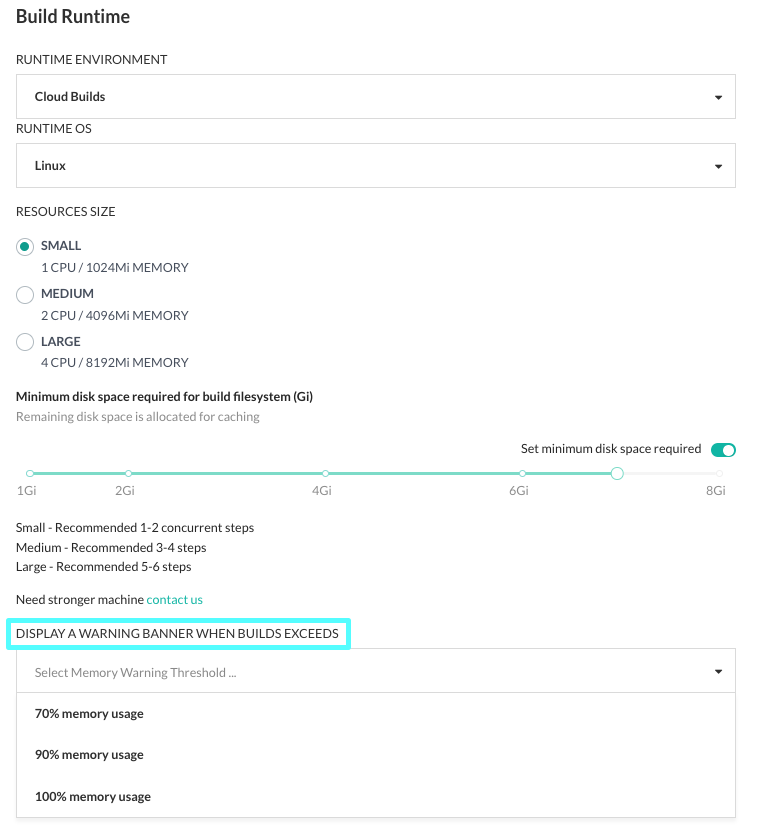 Build Runtime
RUNTIME ENVIRONMENT
Cloud Builds
RUNTIME OS
Linux
RESOURCES SIZE
SMALL
1 CPU / 1024Mi MEMORY
MEDIUM
2 CPU / 4096Mi MEMORY
LARGE
4 CPU / 8192Mi MEMORY
Minimum disk space required for build filesystem (Gi)
Remaining disk space is allocated for caching
Set minimum disk space required
1Gi 2Gi 4Gi 6Gi 8Gi
Small - Recommended 1-2 concurrent steps
Medium - Recommended 3-4 steps
Large - Recommended 5-6 steps
Need stronger machine contact us
DISPLAY A WARNING BANNER WHEN BUILDS EXCEEDS
Select Memory Warning Threshold ...
70% memory usage
90% memory usage
100% memory usage